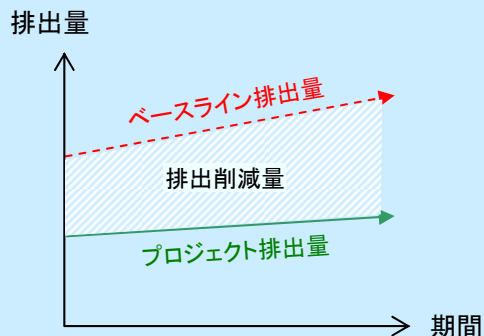 排出量
ベースライン排出量
排出削減量
プロジェクト排出量
期間